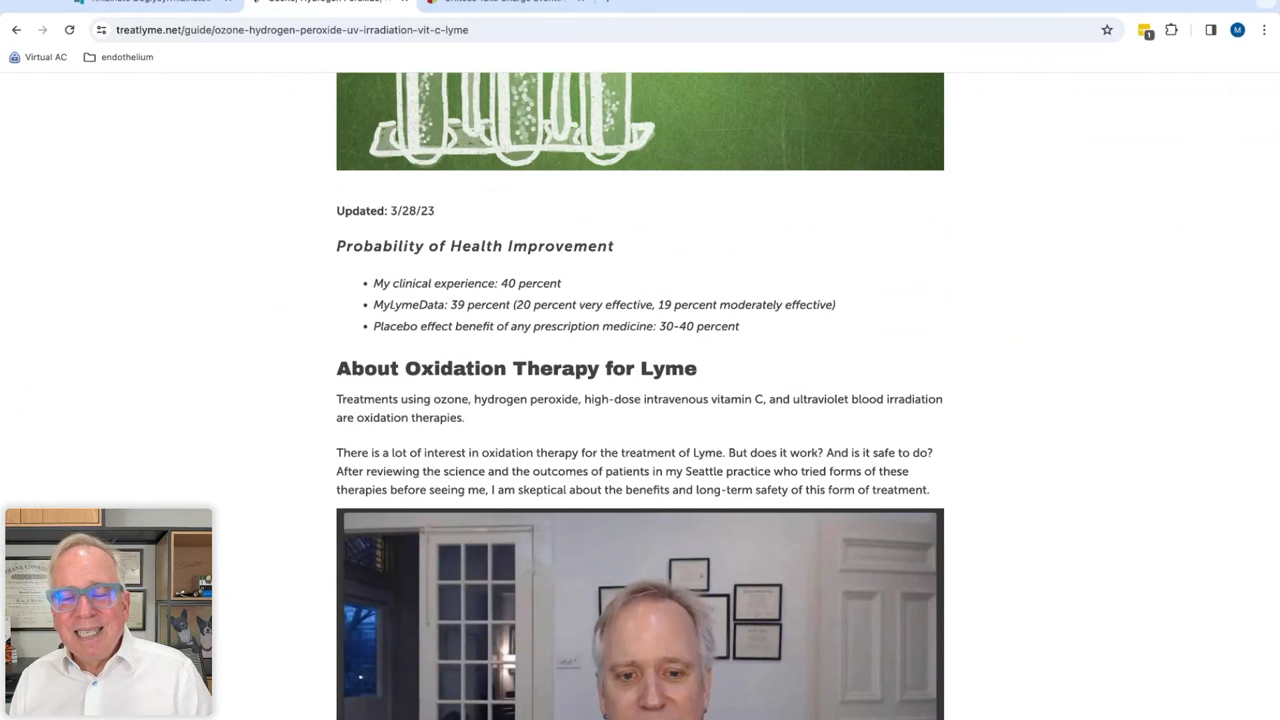 treatlyme.net/guide/ozone-hydrogen-peroxide-uv-irradiation-vit-c-lyme
1
M
Virtual AC
endothelium
Updated: 3/28/23
Probability of Health Improvement
• My clinical experience: 40 percent
• MyLymeData: 39 percent (20 percent very effective, 19 percent moderately effective)
• Placebo effect benefit of any prescription medicine: 30-40 percent
About Oxidation Therapy for Lyme
Treatments using ozone, hydrogen peroxide, high-dose intravenous vitamin C, and ultraviolet blood irradiation
are oxidation therapies.
There is a lot of interest in oxidation therapy for the treatment of Lyme. But does it work? And is it safe to do?
After reviewing the science and the outcomes of patients in my Seattle practice who tried forms of these
therapies before seeing me, I am skeptical about the benefits and long-term safety of this form of treatment.